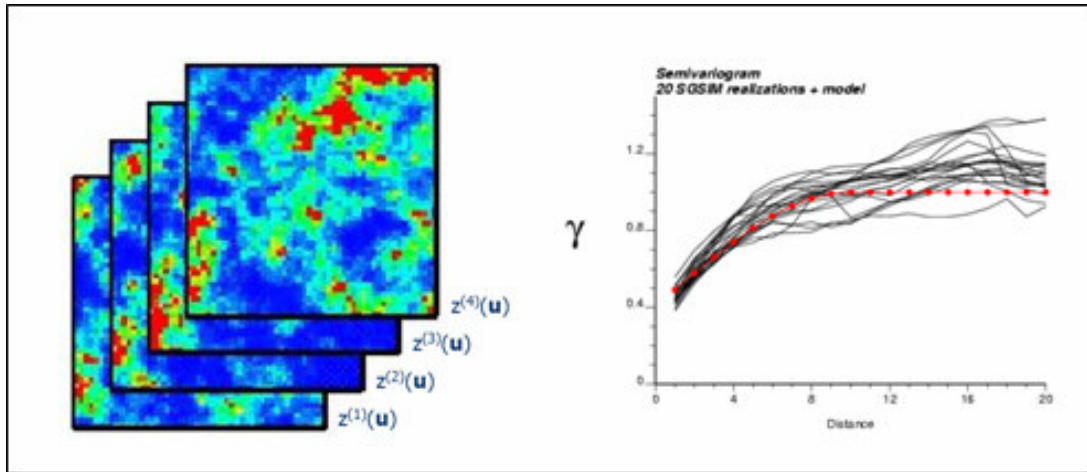 z(4)(u)
z(3)(u)
z(2)(u)
z(1)(u)
Semivariogram
20 SGSIM realizations + model
γ
1.2
0.8
0.4
0
0 4 8 12 16 20
Distance